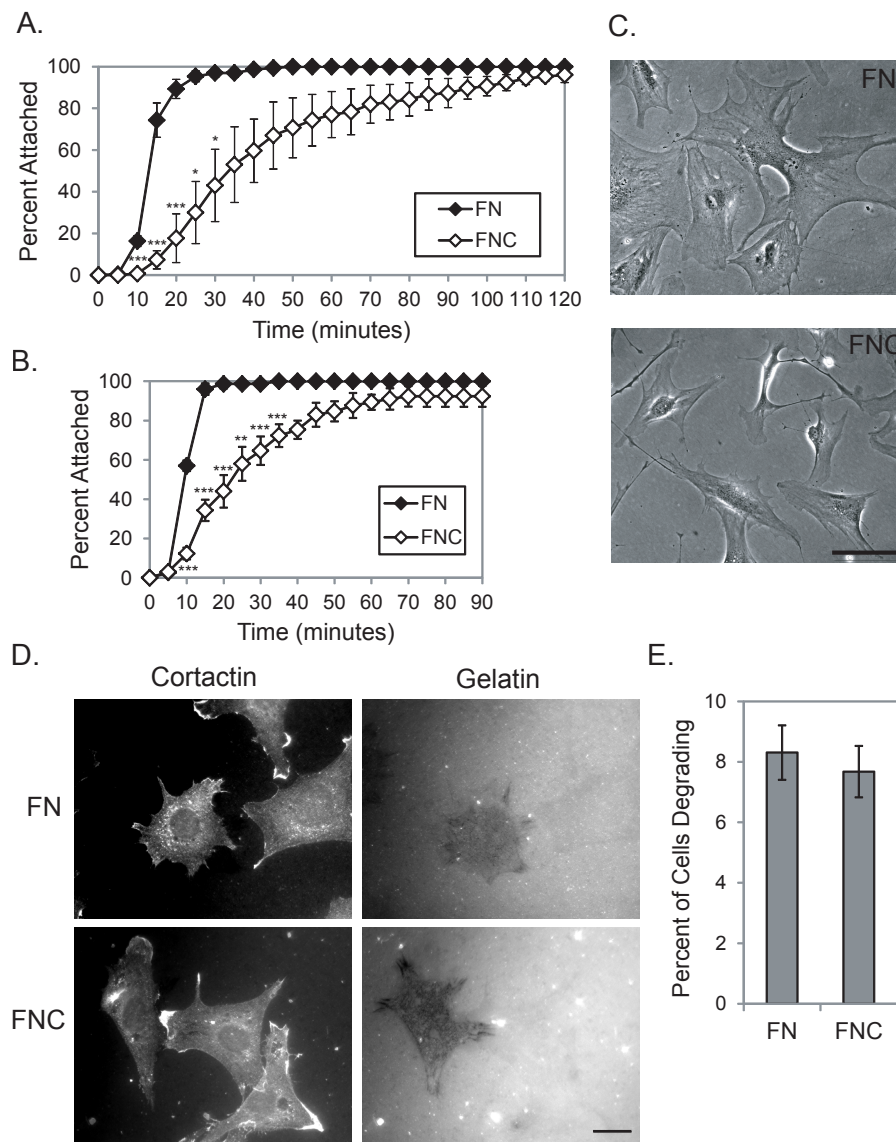 A.
100
80
60
40
20
0
Percent Attached
***
***
***
*
*
FN
FNC
0 10 20 30 40 50 60 70 80 90 100 110 120
Time (minutes)
B.
100
80
60
40
20
0
Percent Attached
***
***
***
**
***
***
FN
FNC
0 10 20 30 40 50 60 70 80 90
Time (minutes)
C.
FN
FNC
D.
Cortactin Gelatin
FN
FNC
E.
10
8
6
4
2
0
Percent of Cells Degrading
FN FNC